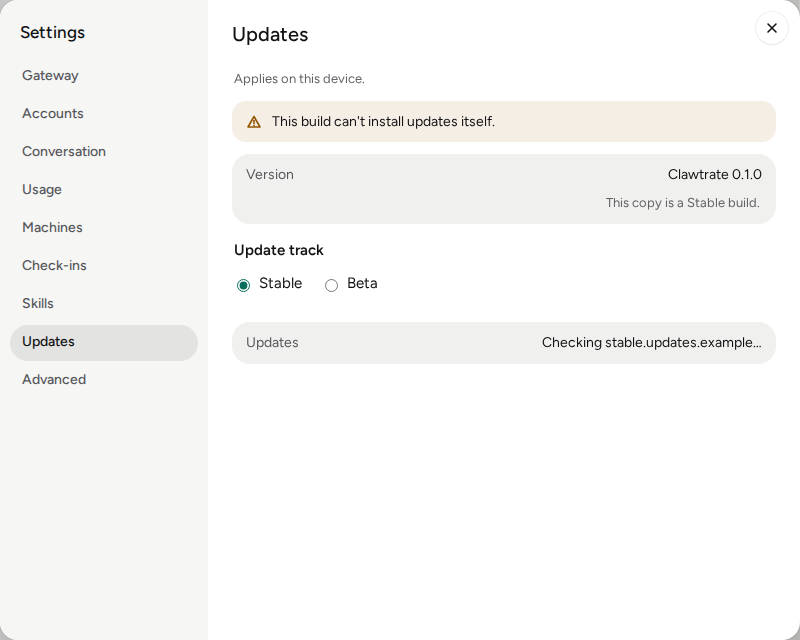 Settings
Gateway
Accounts
Conversation
Usage
Machines
Check-ins
Skills
Updates
Advanced
Updates
Applies on this device.
This build can't install updates itself.
Version
Clawtrate 0.1.0
This copy is a Stable build.
Update track
Stable
Beta
Updates
Checking stable.updates.example…